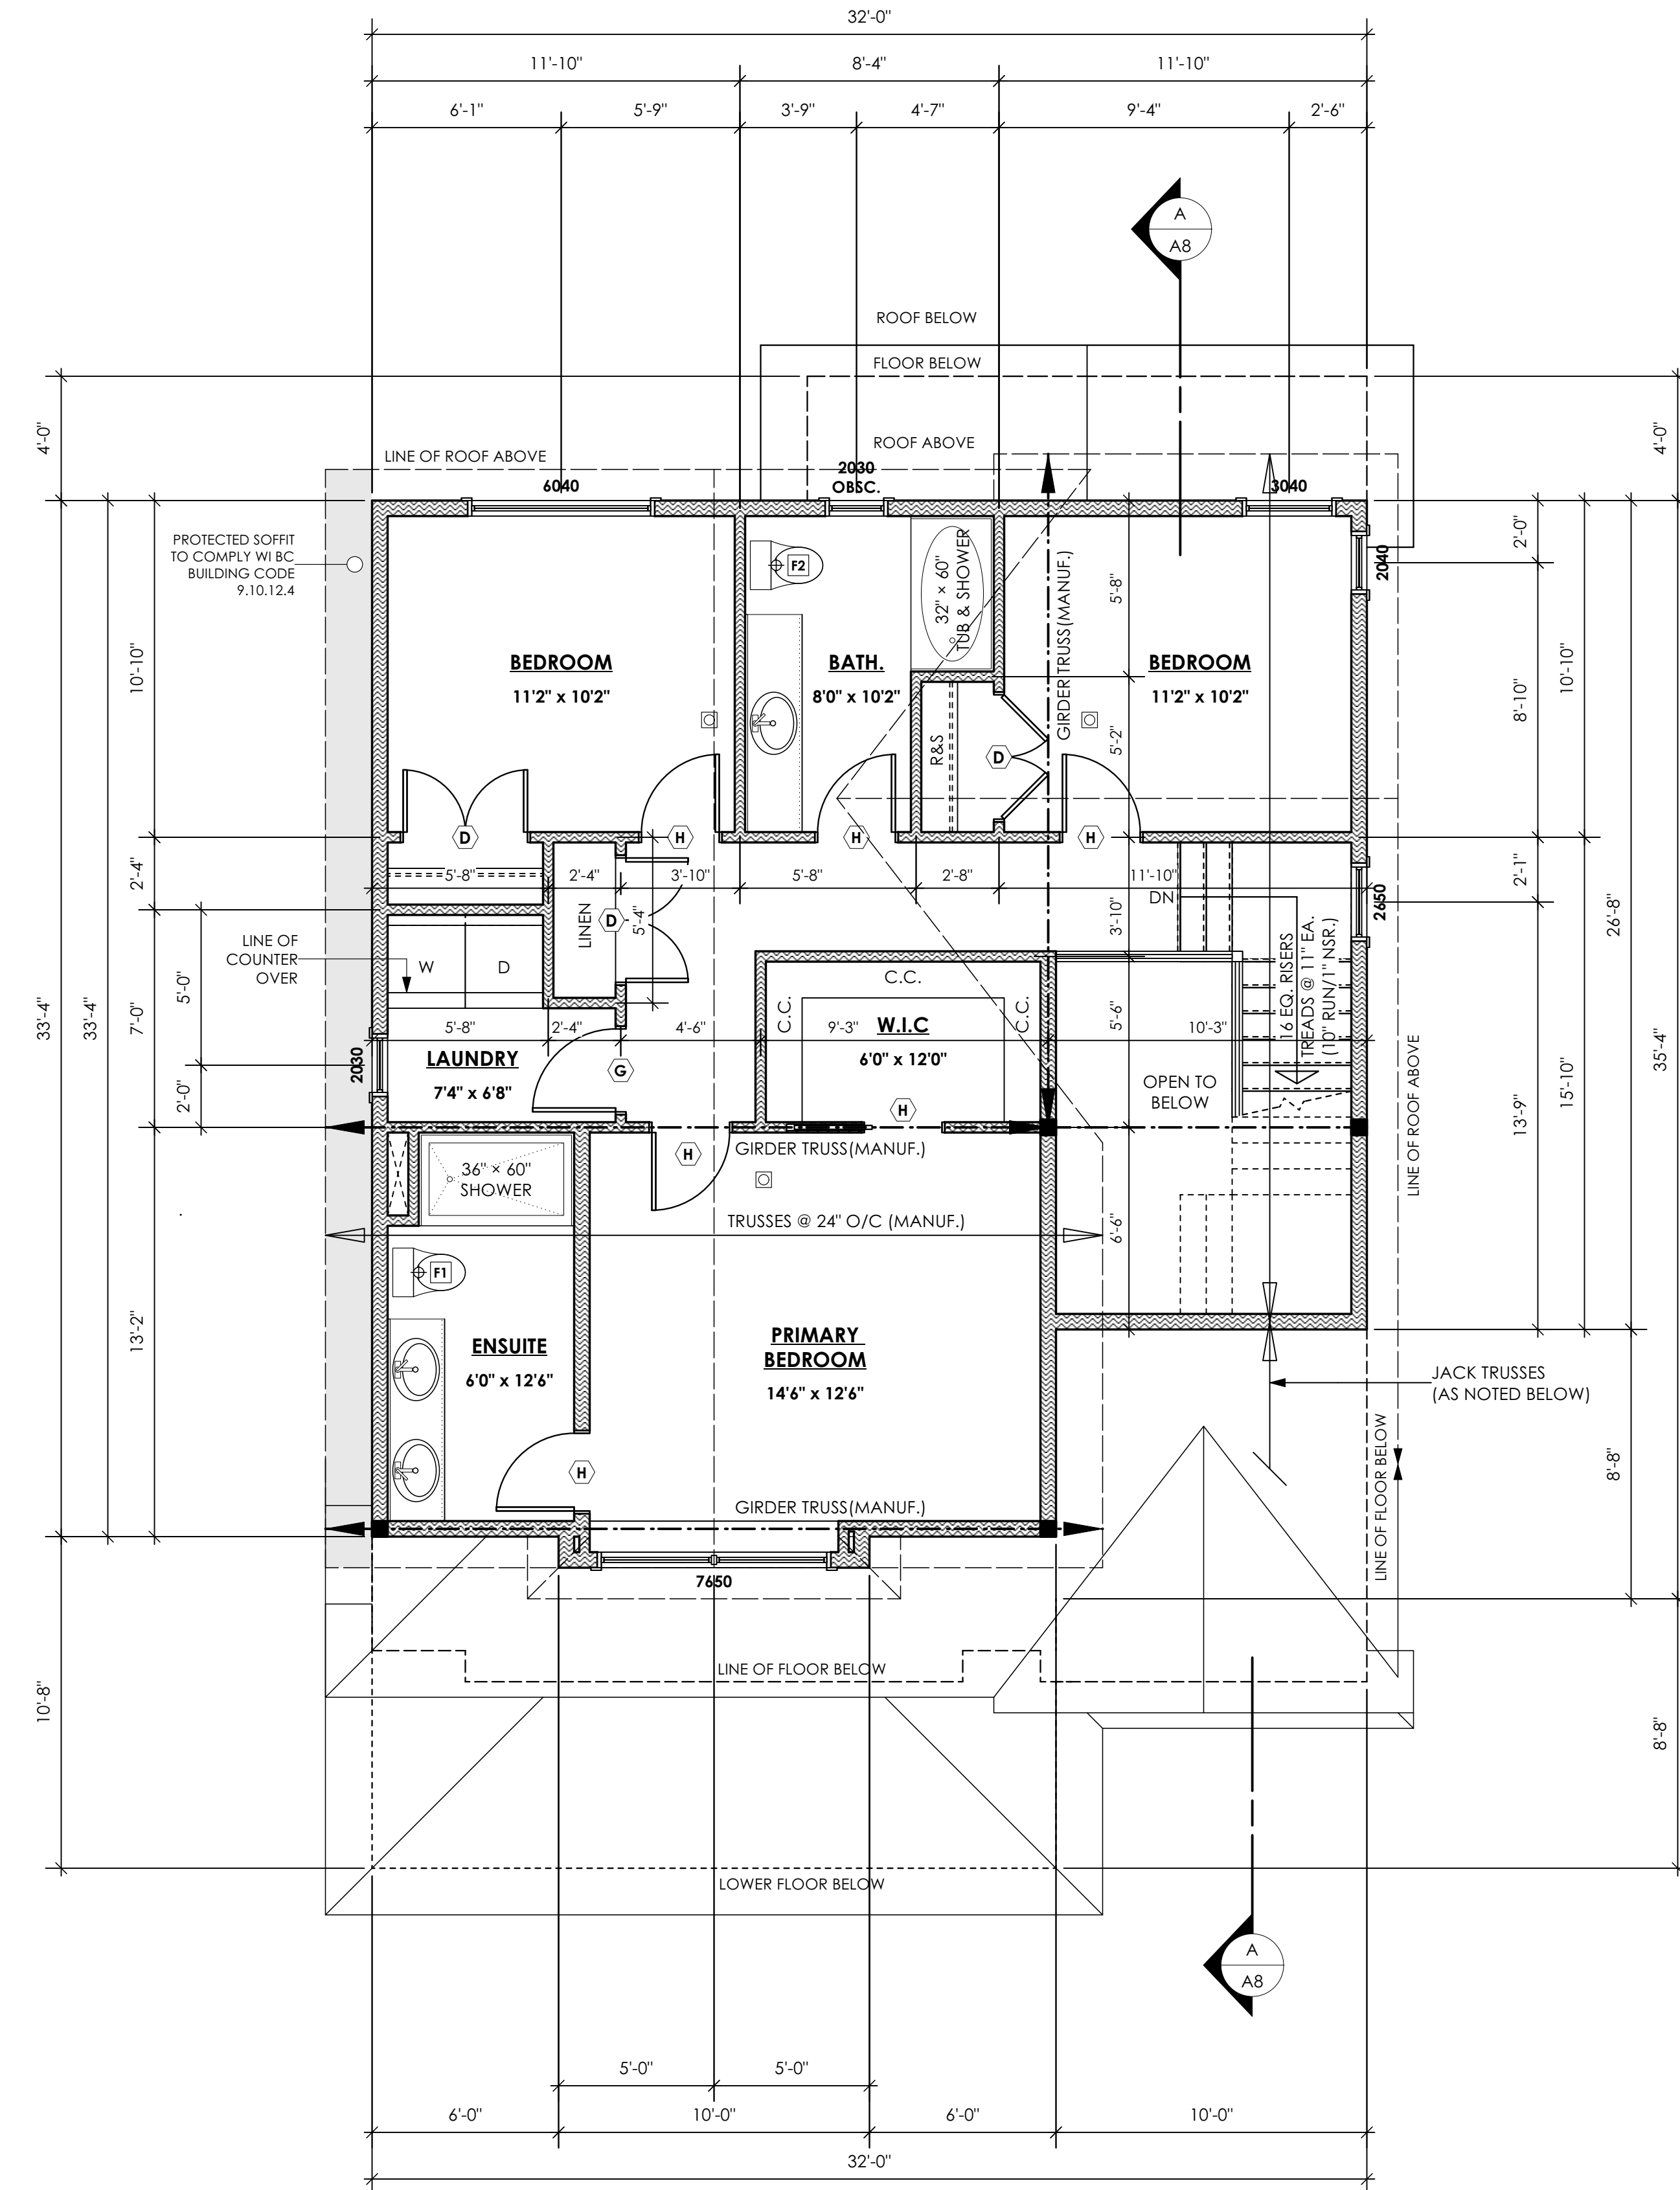 32'-0"
11'-10"
8'-4"
11'-10"
6'-1"
5'-9"
3'-9"
4'-7"
9'-4"
2'-6"
A
A8
ROOF BELOW
FLOOR BELOW
4'-0"
4'-0"
ROOF ABOVE
LINE OF ROOF ABOVE
2030
OBSC.
6040
3040
PROTECTED SOFFIT
TO COMPLY WI BC
BUILDING CODE
9.10.12.4
F2
32" × 60"
TUB & SHOWER
GIRDER TRUSS(MANUF.)
5'-8"
2040
2'-0"
10'-10"
BEDROOM
11'2" x 10'2"
BATH.
8'0" x 10'2"
BEDROOM
11'2" x 10'2"
8'-10"
10'-10"
R&S
D
5'-2"
D
H
H
H
2'-4"
5'-8"
2'-4"
3'-10"
5'-8"
2'-8"
11'-10"
DN
2'-1"
2650
26'-8"
LINEN
D
5'-4"
3'-10"
LINE OF
COUNTER
OVER
W
D
C.C.
C.C.
C.C.
16 EQ. RISERS
TREADS @ 11" EA.
(10" RUN/1" NSR.)
33'-4"
33'-4"
7'-0"
5'-0"
5'-8"
2'-4"
4'-6"
9'-3"
W.I.C
6'0" x 12'0"
5'-6"
10'-3"
35'-4"
2030
LAUNDRY
7'4" x 6'8"
G
2'-0"
H
OPEN TO
BELOW
13'-9"
15'-10"
LINE OF ROOF ABOVE
H
GIRDER TRUSS(MANUF.)
36" × 60"
SHOWER
TRUSSES @ 24" O/C (MANUF.)
6'-6"
F1
13'-2"
ENSUITE
6'0" x 12'6"
PRIMARY
BEDROOM
14'6" x 12'6"
JACK TRUSSES
(AS NOTED BELOW)
H
8'-8"
LINE OF FLOOR BELOW
GIRDER TRUSS(MANUF.)
7650
LINE OF FLOOR BELOW
10'-8"
8'-8"
LOWER FLOOR BELOW
A
A8
5'-0"
5'-0"
6'-0"
10'-0"
6'-0"
10'-0"
32'-0"